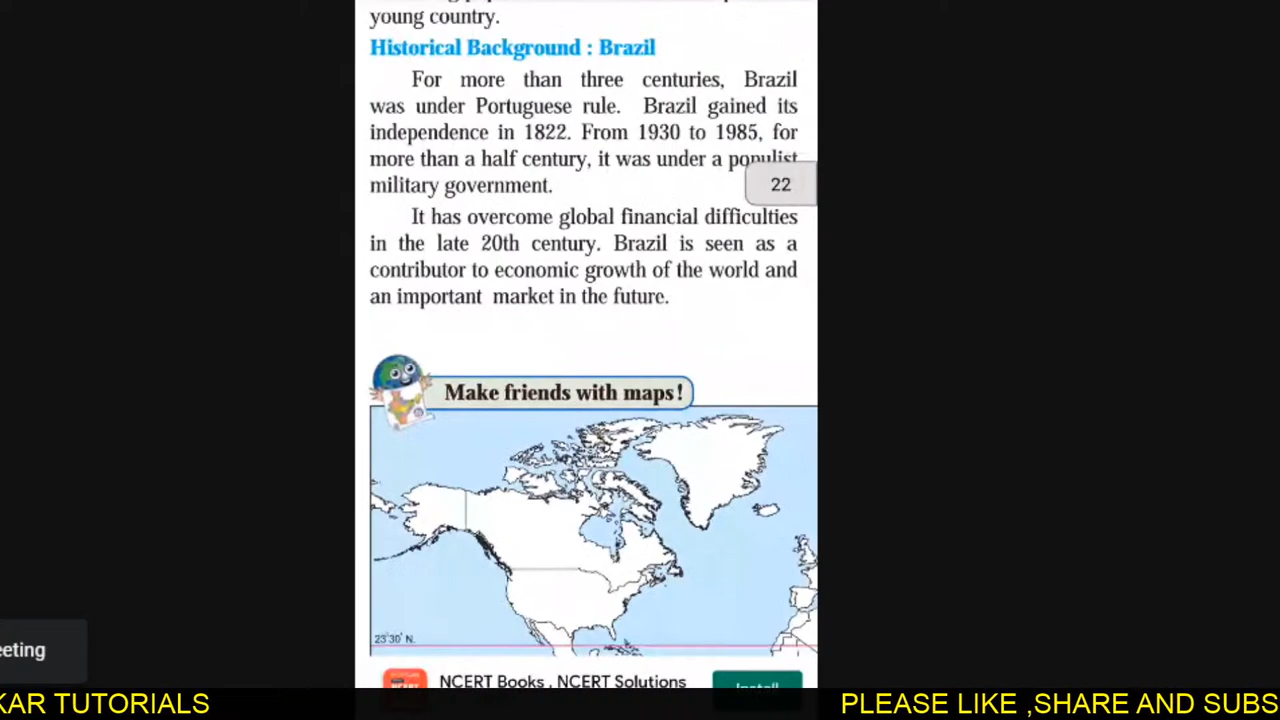 young country.
Historical Background : Brazil
For more than three centuries, Brazil
was under Portuguese rule. Brazil gained its
independence in 1822. From 1930 to 1985, for
more than a half century, it was under a populist
military government.
22
It has overcome global financial difficulties
in the late 20th century. Brazil is seen as a
contributor to economic growth of the world and
an important market in the future.
Make friends with maps!
23°30' N.
eeting
NCERT Books , NCERT Solutions
Install
KAR TUTORIALS
PLEASE LIKE ,SHARE AND SUBS